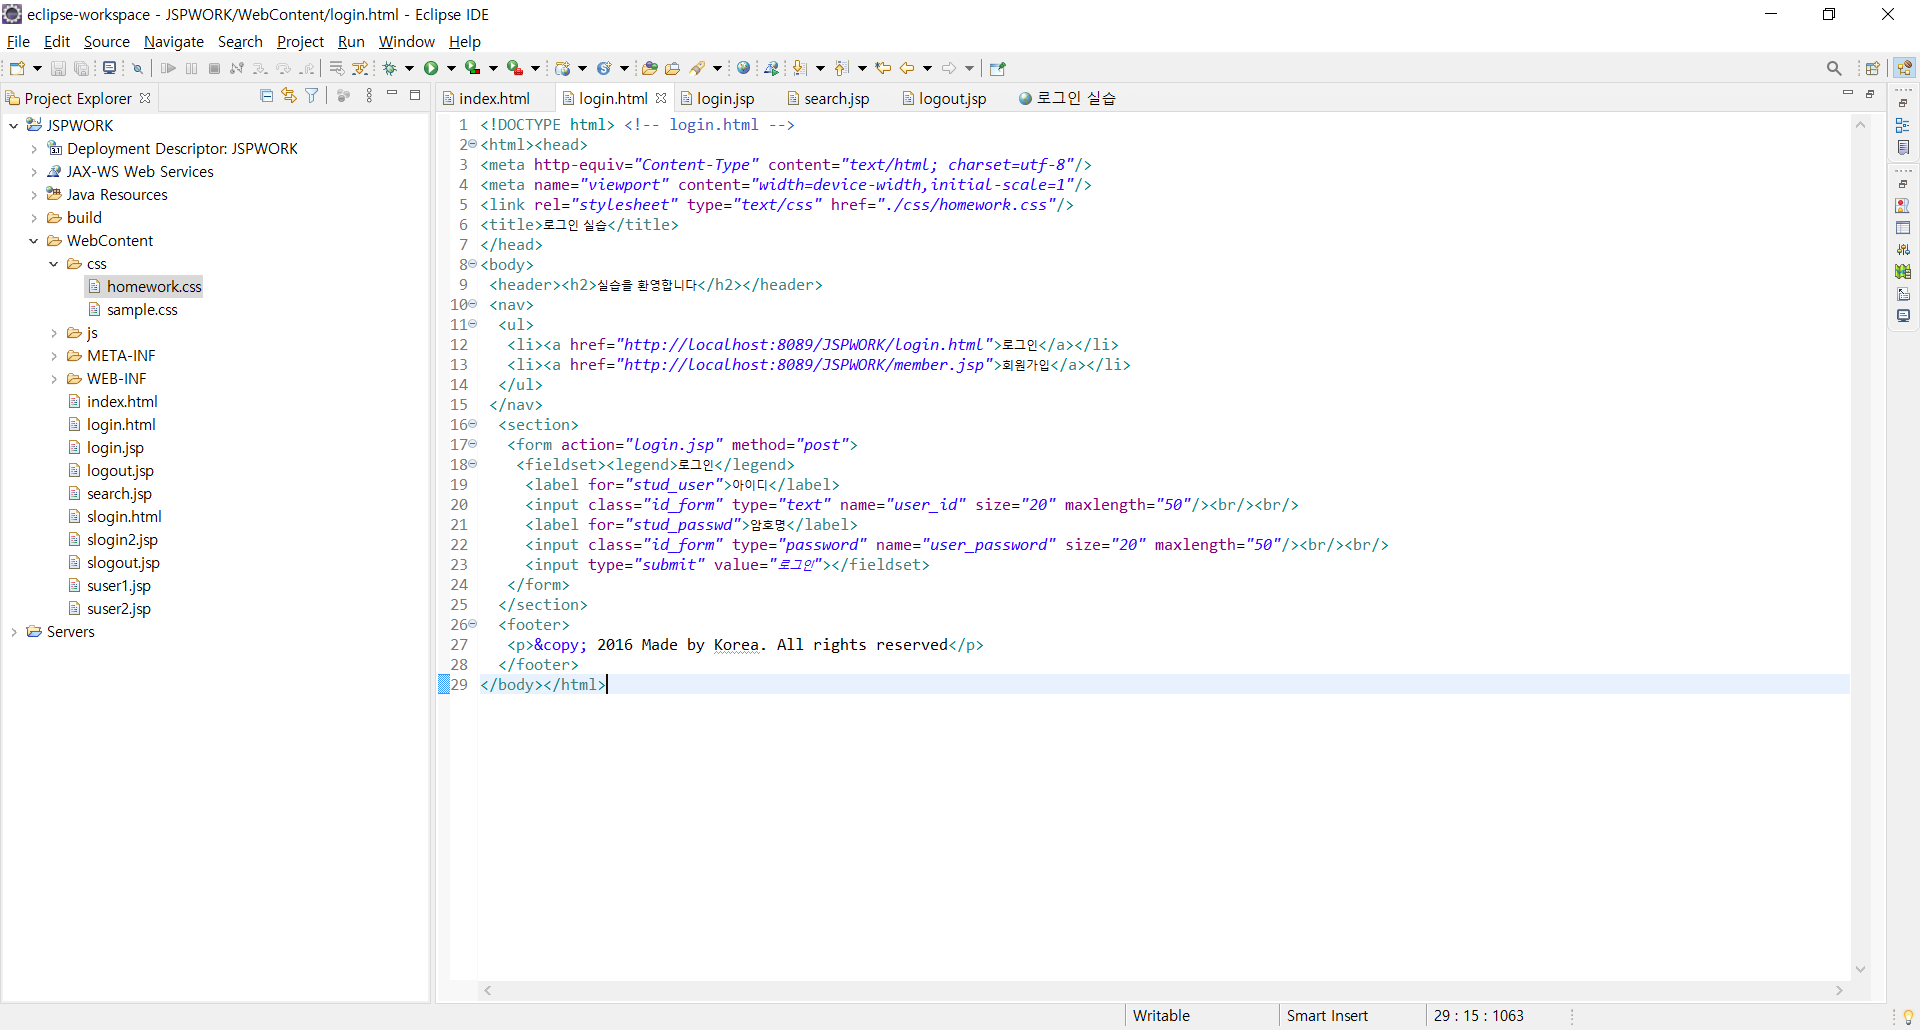 eclipse-workspace - JSPWORK/WebContent/login.html - Eclipse IDE
File Edit Source Navigate Search Project Run Window Help
Project Explorer
JSPWORK
Deployment Descriptor: JSPWORK
JAX-WS Web Services
Java Resources
build
WebContent
css
homework.css
sample.css
js
META-INF
WEB-INF
index.html
login.html
login.jsp
logout.jsp
search.jsp
slogin.html
slogin2.jsp
slogout.jsp
suser1.jsp
suser2.jsp
Servers
index.html login.html login.jsp search.jsp logout.jsp 로그인 실습
1 <!DOCTYPE html> <!-- login.html -->
2 <html><head>
3 <meta http-equiv="Content-Type" content="text/html; charset=utf-8"/>
4 <meta name="viewport" content="width=device-width,initial-scale=1"/>
5 <link rel="stylesheet" type="text/css" href="./css/homework.css"/>
6 <title>로그인 실습</title>
7 </head>
8 <body>
9 <header><h2>실습을 환영합니다</h2></header>
10 <nav>
11 <ul>
12 <li><a href="http://localhost:8089/JSPWORK/login.html">로그인</a></li>
13 <li><a href="http://localhost:8089/JSPWORK/member.jsp">회원가입</a></li>
14 </ul>
15 </nav>
16 <section>
17 <form action="login.jsp" method="post">
18 <fieldset><legend>로그인</legend>
19 <label for="stud_user">아이디</label>
20 <input class="id_form" type="text" name="user_id" size="20" maxlength="50"/><br/><br/>
21 <label for="stud_passwd">암호명</label>
22 <input class="id_form" type="password" name="user_password" size="20" maxlength="50"/><br/><br/>
23 <input type="submit" value="로그인"></fieldset>
24 </form>
25 </section>
26 <footer>
27 <p>&copy; 2016 Made by Korea. All rights reserved</p>
28 </footer>
29 </body></html>
Writable Smart Insert 29 : 15 : 1063